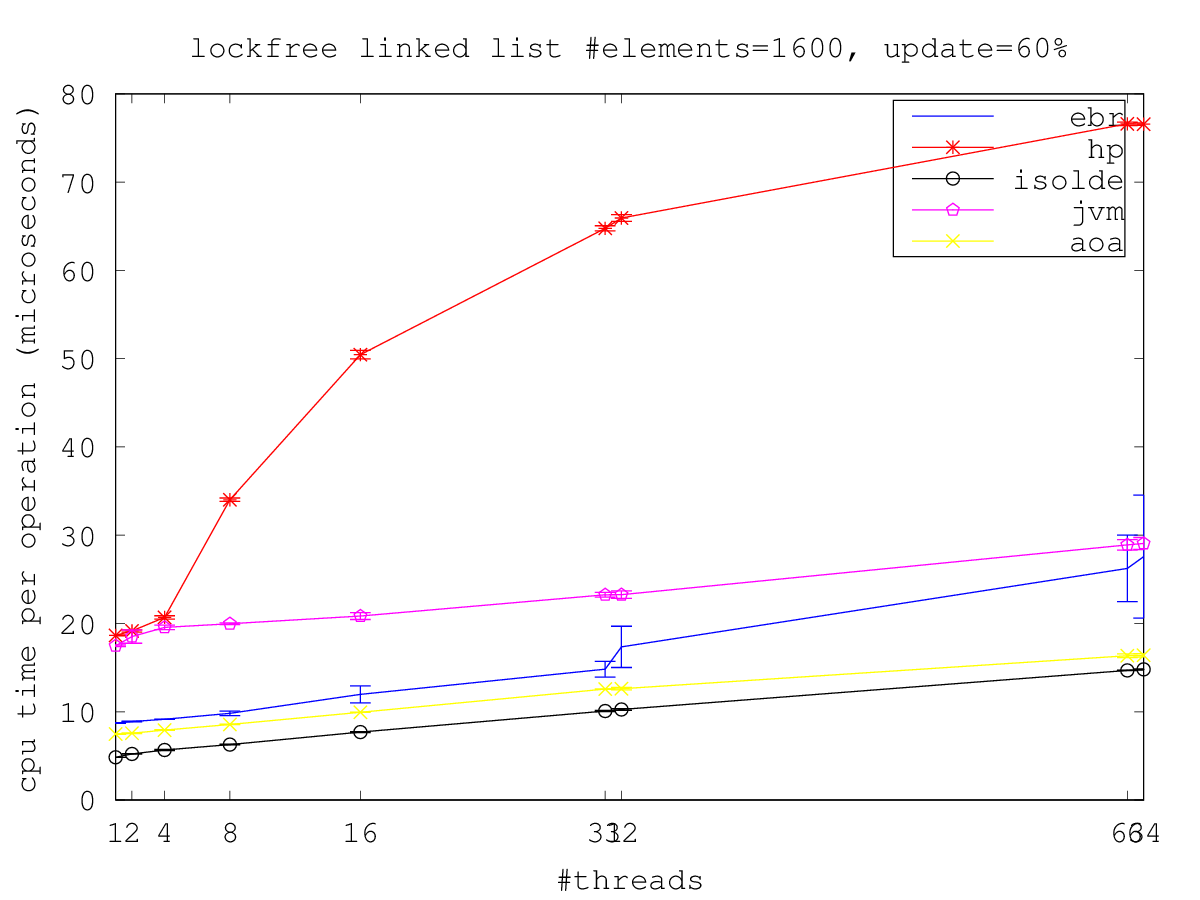 lockfree linked list #elements=1600, update=60%
cpu time per operation (microseconds)
80
70
60
50
40
30
20
10
0
ebr
hp
isolde
jvm
aoa
1 2 4 8 16 31 32 63 64
#threads